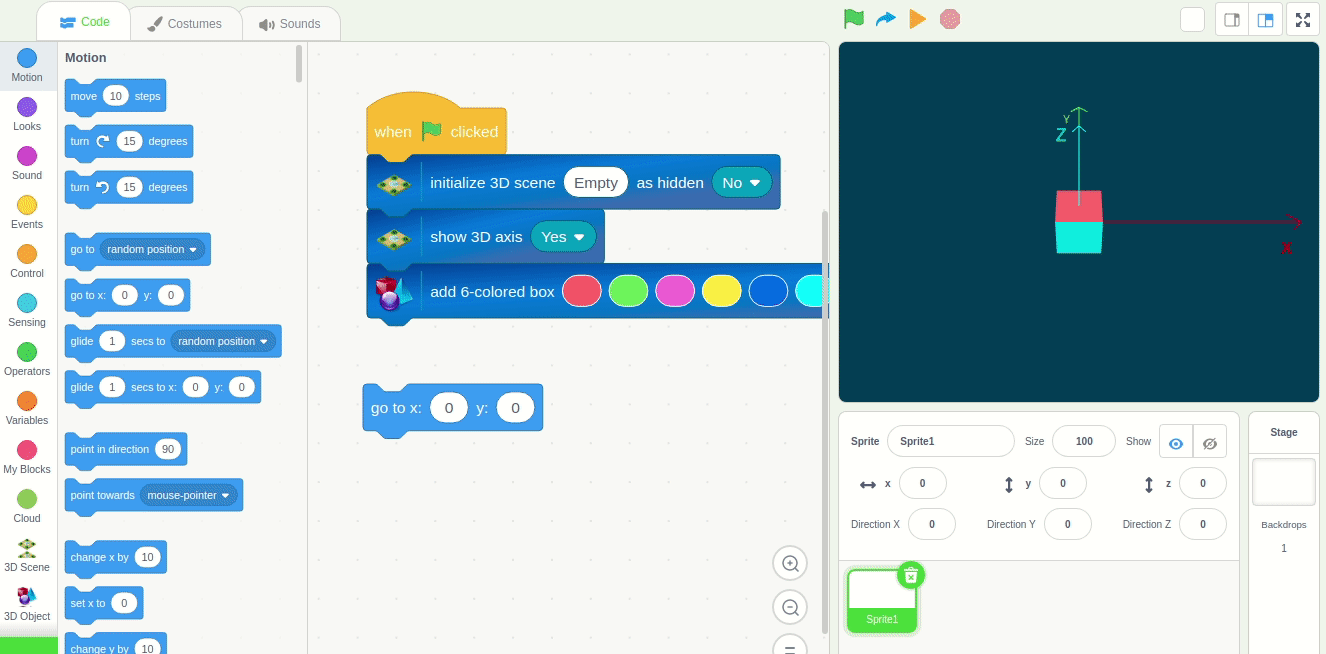 Code
Costumes
Sounds
Motion
Looks
Sound
Events
Control
Sensing
Operators
Variables
My Blocks
Cloud
3D Scene
3D Object
Motion
move 10 steps
turn 15 degrees
turn 15 degrees
go to random position
go to x: 0 y: 0
glide 1 secs to random position
glide 1 secs to x: 0 y: 0
point in direction 90
point towards mouse-pointer
change x by 10
set x to 0
change y by 10
when clicked
initialize 3D scene Empty as hidden No
show 3D axis Yes
add 6-colored box
go to x: 0 y: 0
Y
Z
X
Sprite Sprite1 Size 100 Show
x 0 y 0 z 0
Direction X 0 Direction Y 0 Direction Z 0
Sprite1
Stage
Backdrops
1